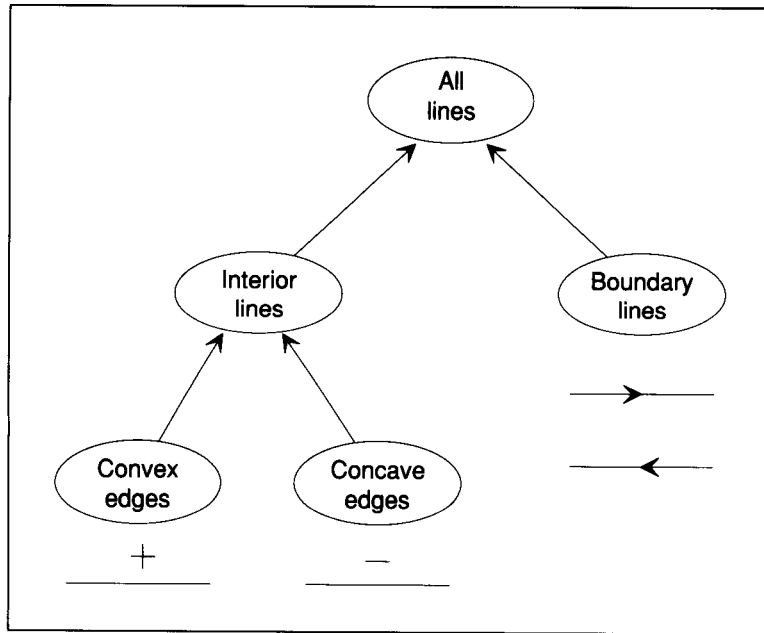 All
lines
Interior
lines
Boundary
lines
Convex
edges
Concave
edges
+
−